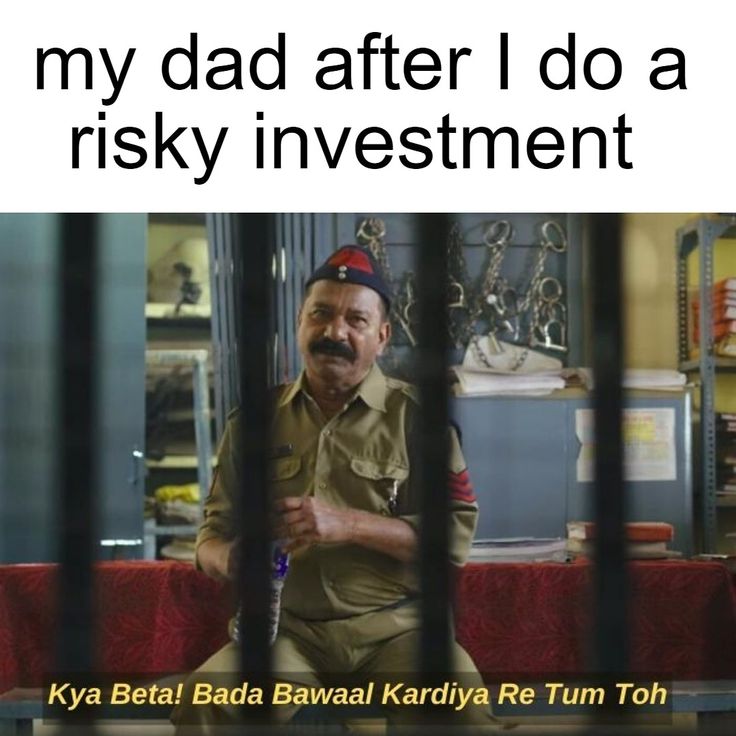 my dad after I do a
risky investment
Kya Beta! Bada Bawaal Kardiya Re Tum Toh